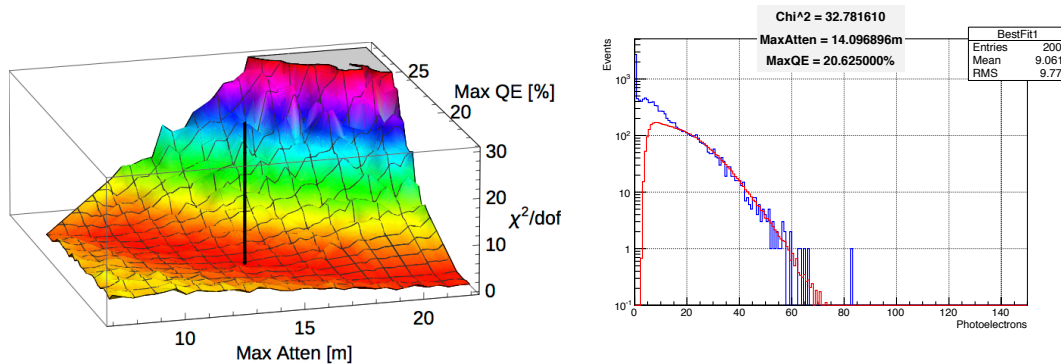 25
Max QE [%]
20
30
20
χ²/dof
10
0
10
15
20
Max Atten [m]
Chi^2 = 32.781610
MaxAtten = 14.096896m
MaxQE = 20.625000%
BestFit1
Entries 200
Mean 9.061
RMS 9.77
Events
10³
10²
10
1
10⁻¹
0 20 40 60 80 100 120 140
Photoelectrons